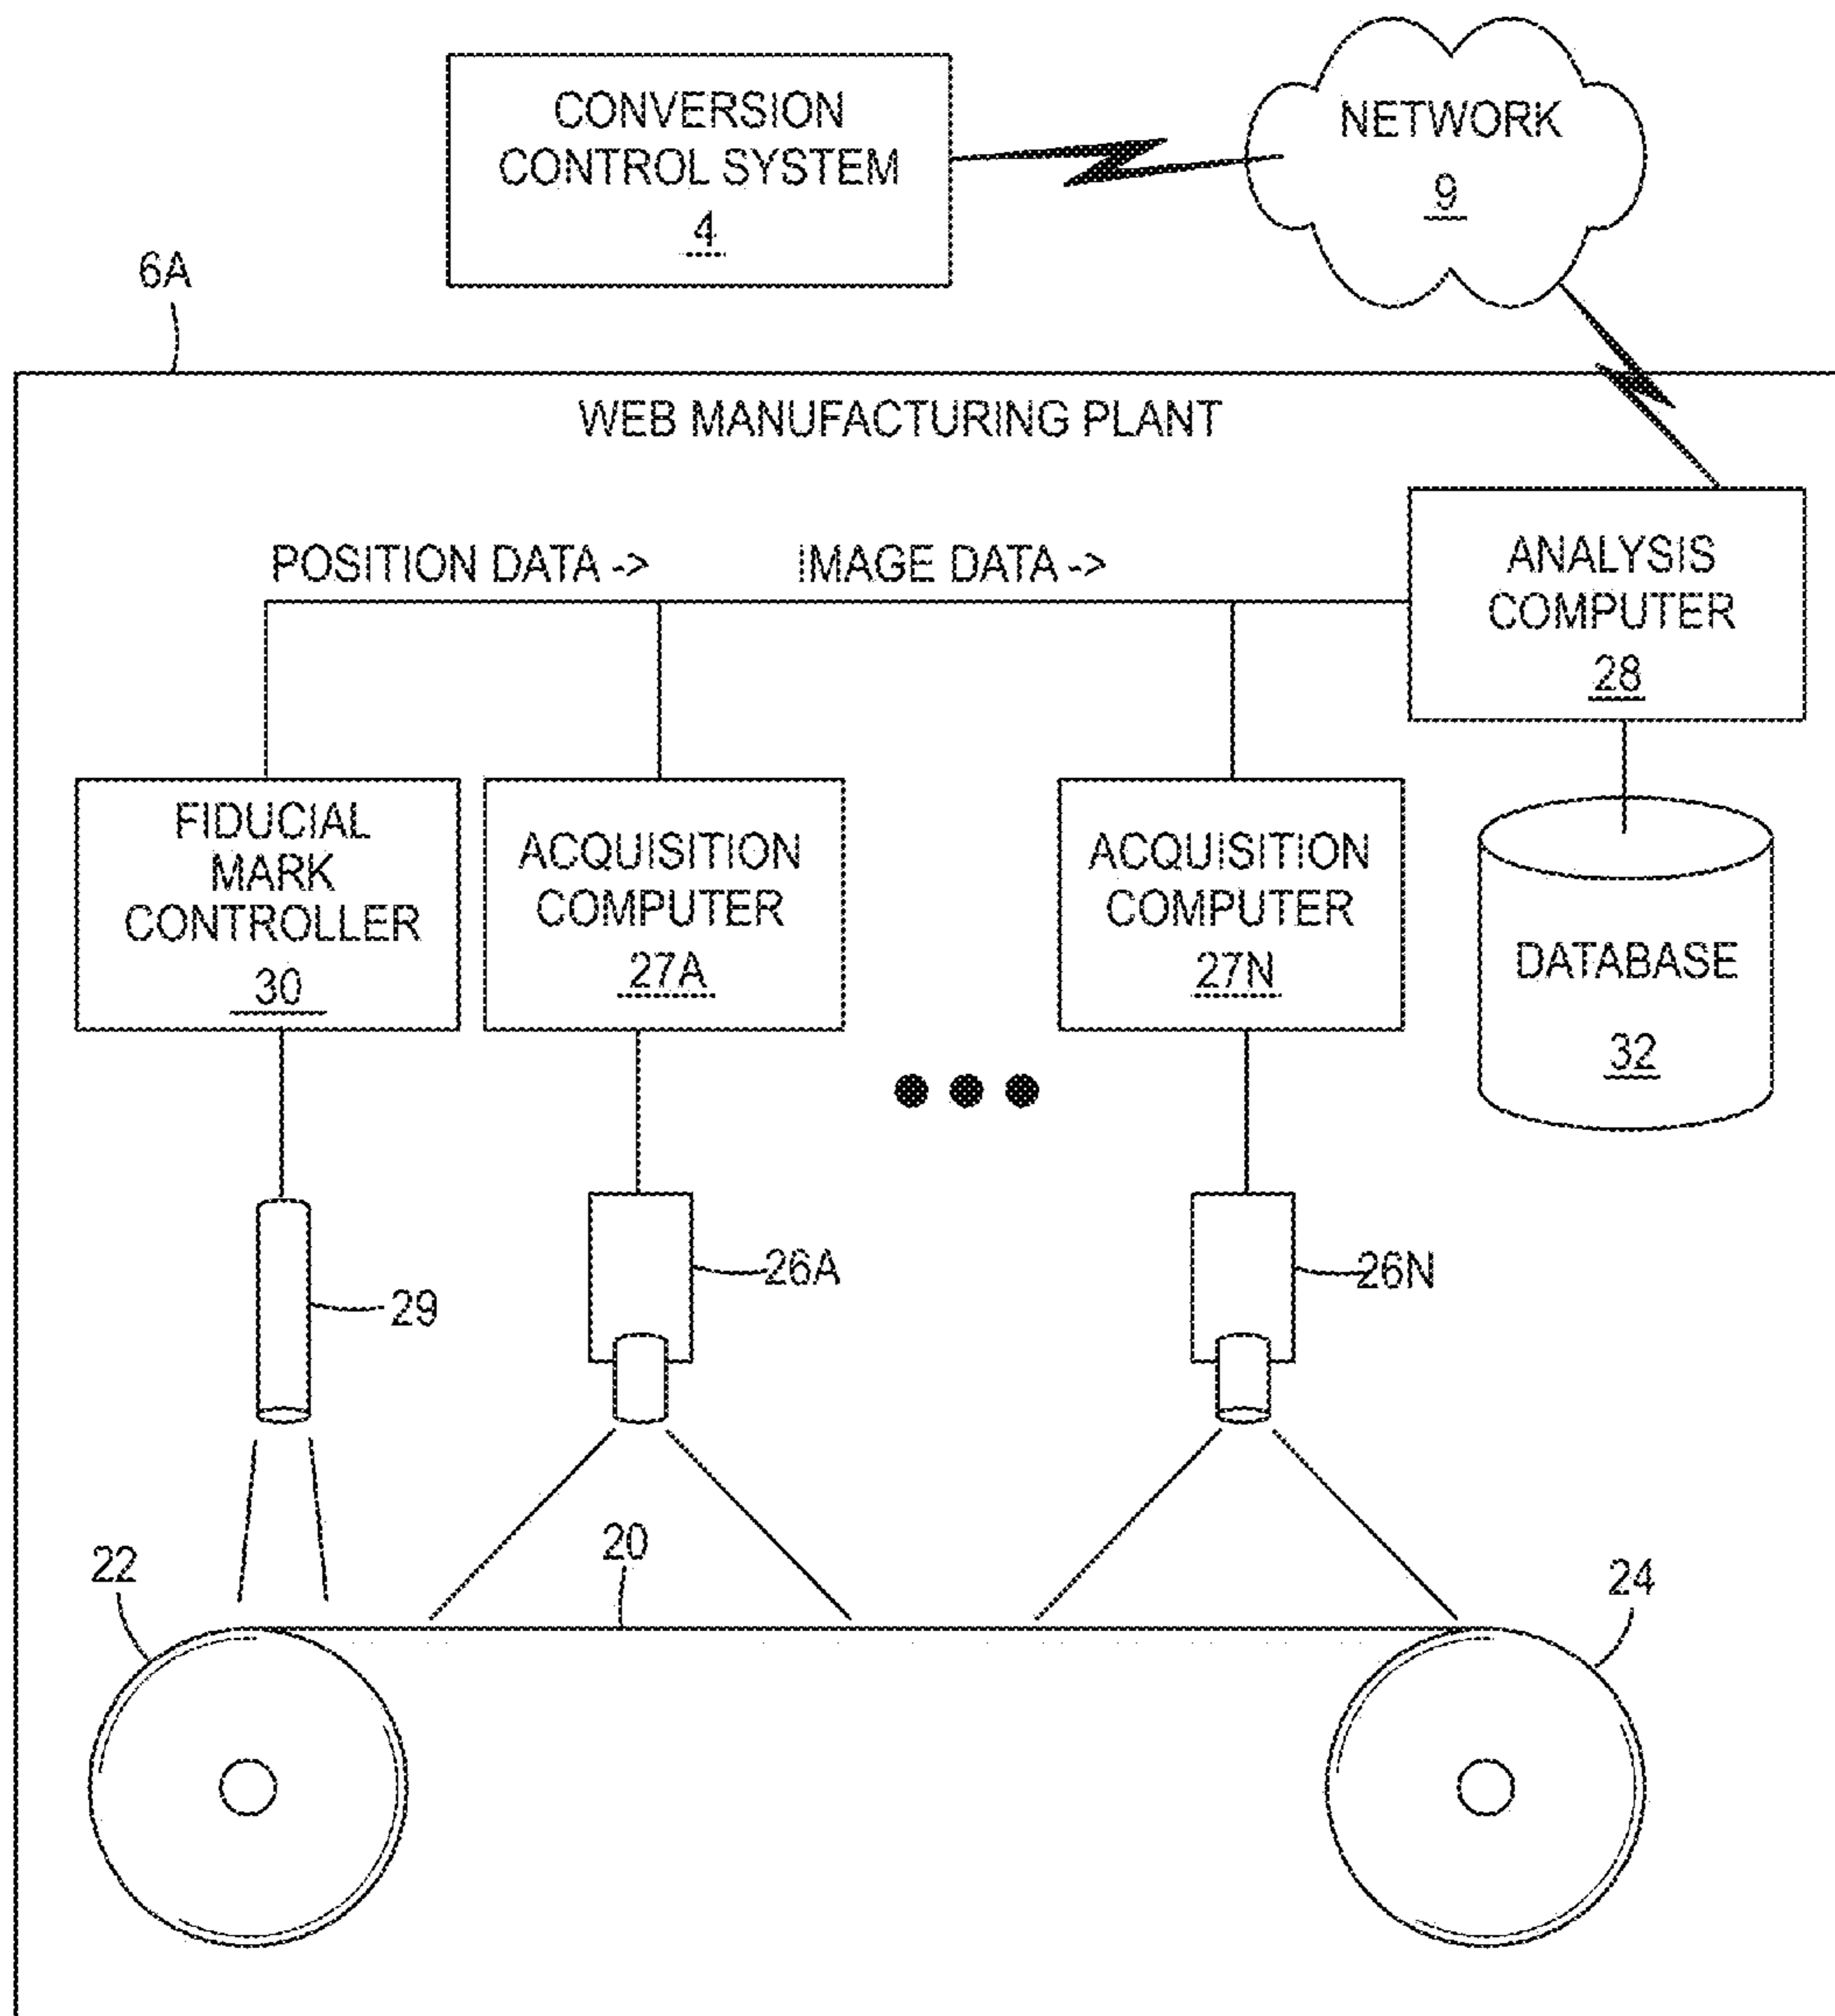 CONVERSION
CONTROL SYSTEM
4
NETWORK
9
6A
WEB MANUFACTURING PLANT
POSITION DATA -> IMAGE DATA ->
ANALYSIS
COMPUTER
28
FIDUCIAL
MARK
CONTROLLER
30
ACQUISITION
COMPUTER
27A
ACQUISITION
COMPUTER
27N
DATABASE
32
29
26A
26N
22
20
24